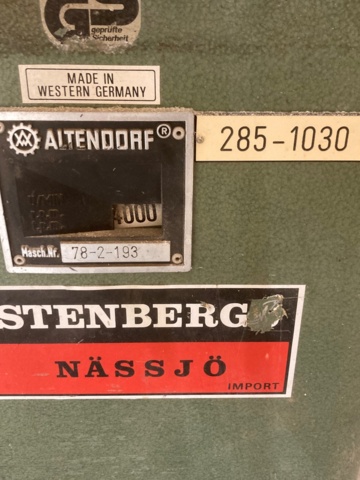 geprüfte
Sicherheit
MADE IN
WESTERN GERMANY
ALTENDORF®
285-1030
4000
Masch.Nr. 78-2-193
STENBERG
NÄSSJÖ
IMPORT